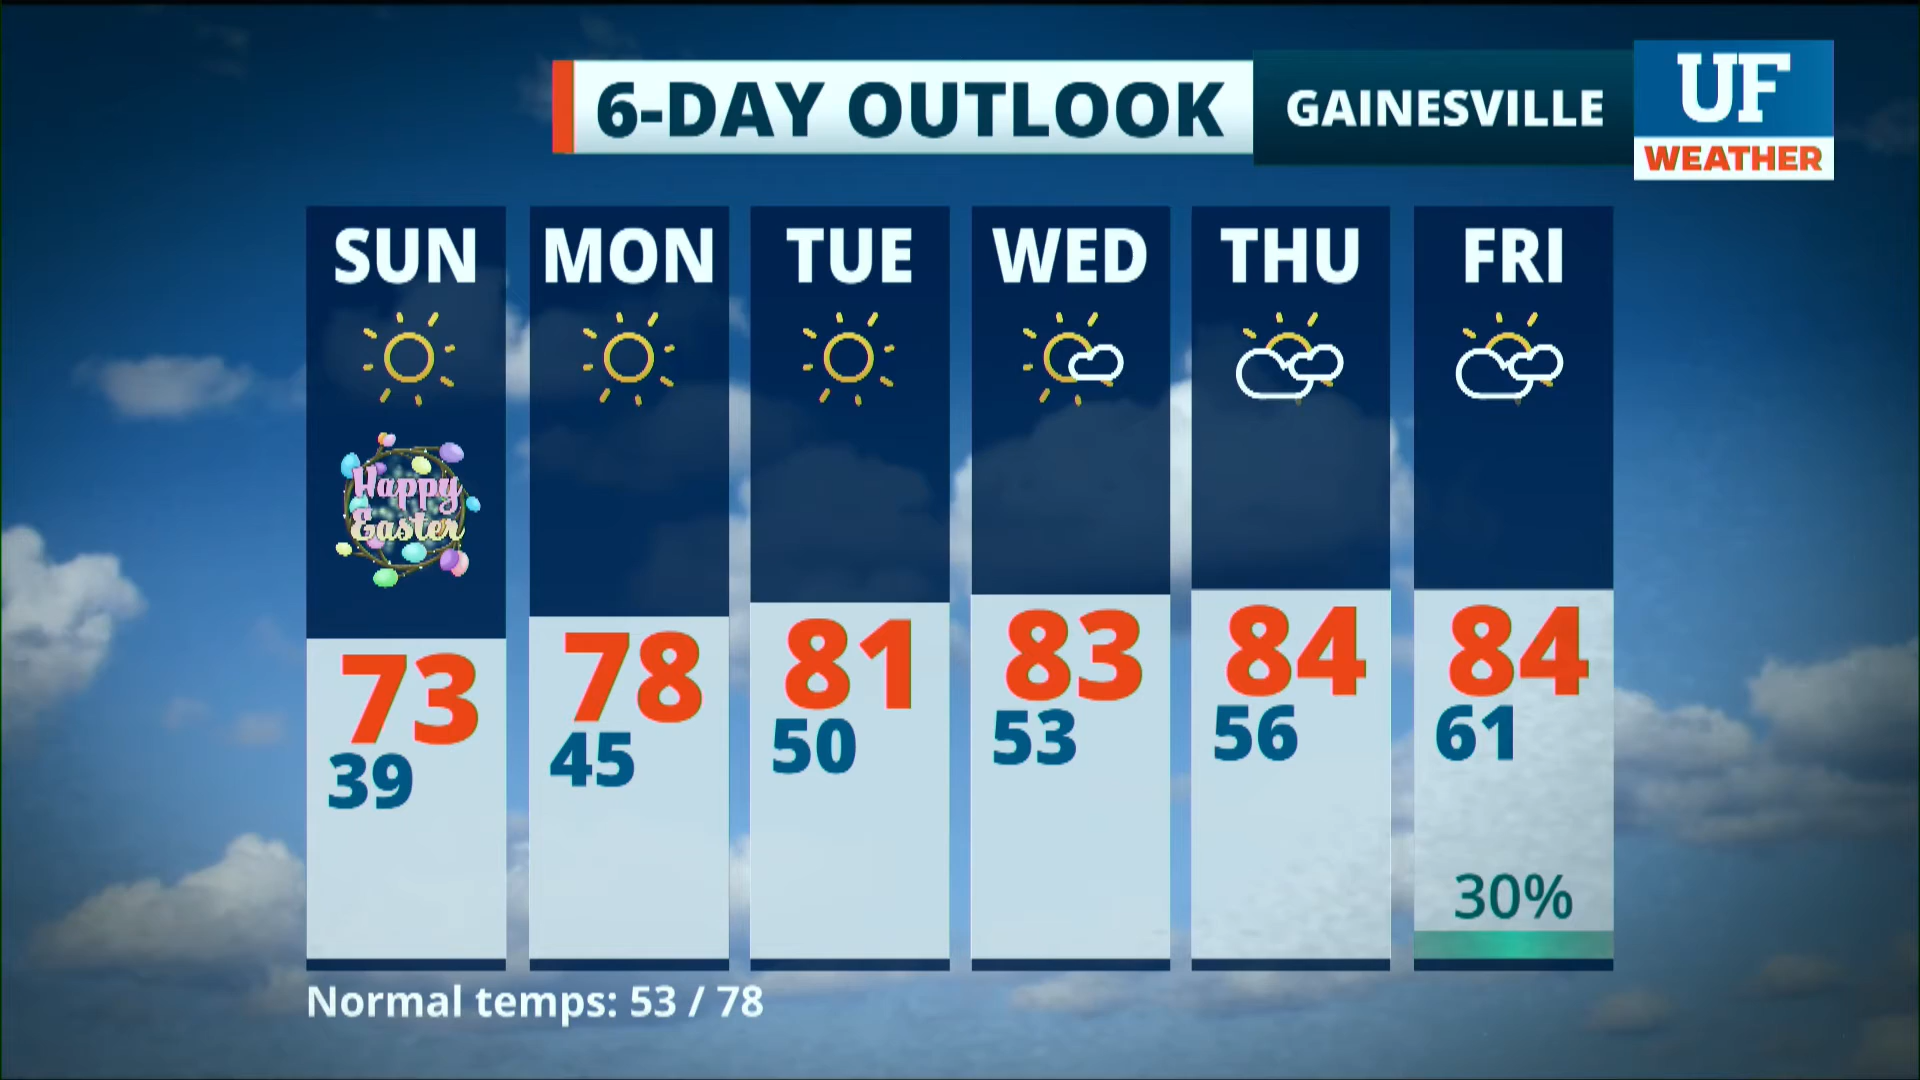 6-DAY OUTLOOK GAINESVILLE
UF
WEATHER
SUN MON TUE WED THU FRI
Happy
Easter
73 78 81 83 84 84
39 45 50 53 56 61
30%
Normal temps: 53 / 78